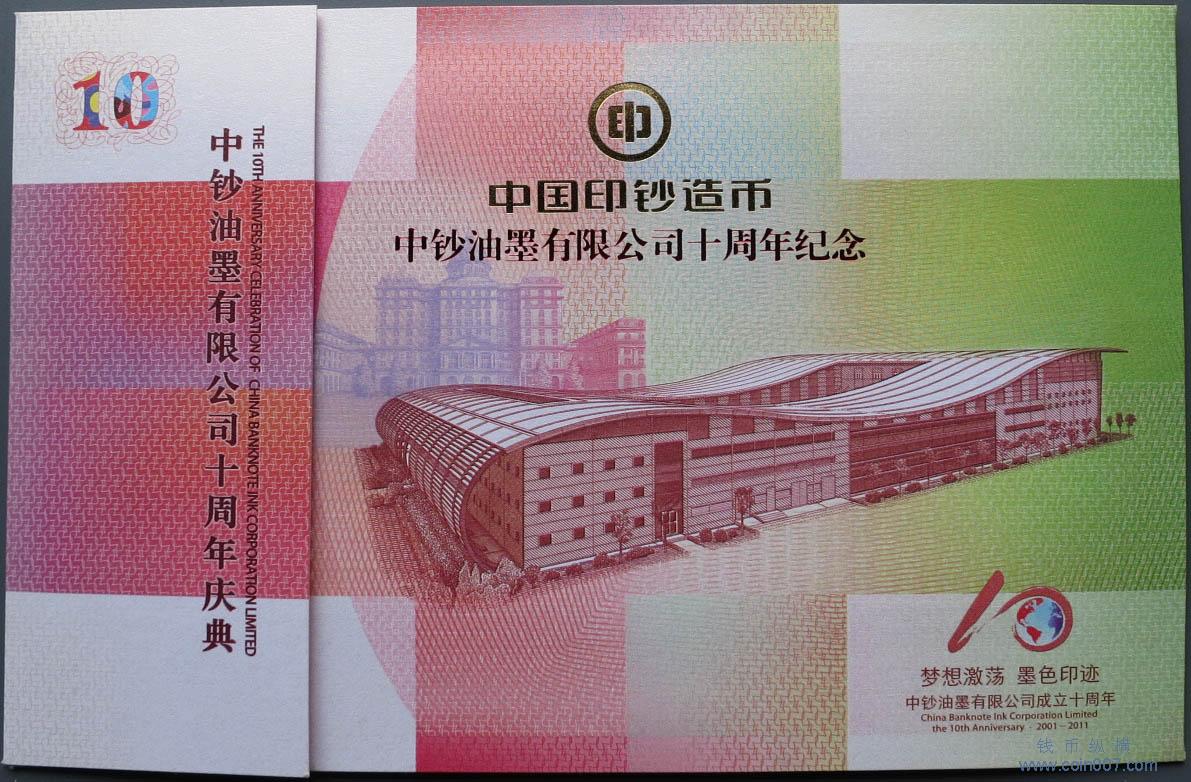 10
中钞油墨有限公司十周年庆典
THE 10TH ANNIVERSARY CELEBRATION OF CHINA BANKNOTE INK CORPORATION LIMITED
印
中国印钞造币
中钞油墨有限公司十周年纪念
10
梦想激荡 墨色印迹
中钞油墨有限公司成立十周年
China Banknote Ink Corporation Limited
the 10th Anniversary · 2001－2011
钱币纵横
www.coin007.com